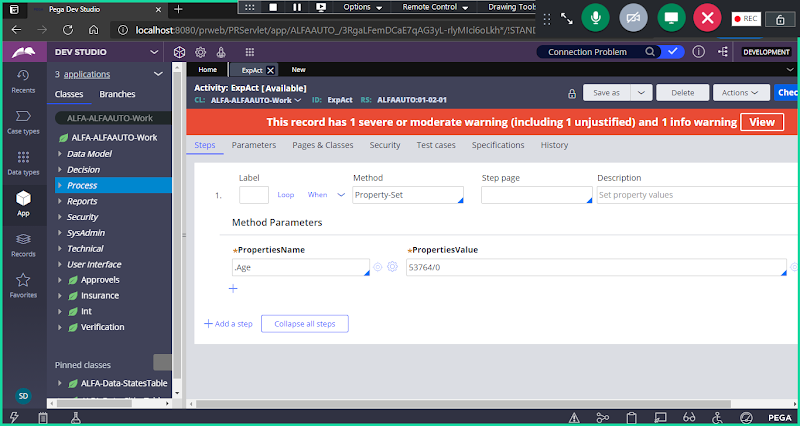 Pega Dev Studio
Options
Remote Control
Drawing Tools
REC
localhost:8080/prweb/PRServlet/app/ALFAAUTO_/3RgaLFemDCaE7qAG3yL-rlyMIci6oLkh*/!STAND
DEV STUDIO
Connection Problem
DEVELOPMENT
Recents
Case types
Data types
App
Records
Favorites
SD
3 applications
Classes Branches
ALFA-ALFAAUTO-Work
ALFA-ALFAAUTO-Work
Data Model
Decision
Process
Reports
Security
SysAdmin
Technical
User Interface
Approvels
Insurance
Int
Verification
Pinned classes
ALFA-Data-StatesTable
Home ExpAct New
Activity: ExpAct [Available]
CL: ALFA-ALFAAUTO-Work ID: ExpAct RS: ALFAAUTO:01-02-01
Save as Delete Actions Chec
This record has 1 severe or moderate warning (including 1 unjustified) and 1 info warning View
Steps Parameters Pages & Classes Security Test cases Specifications History
Label Method Step page Description
1. Loop When Property-Set Set property values
Method Parameters
★PropertiesName ★PropertiesValue
.Age 53764/0
+
+ Add a step Collapse all steps
PEGA